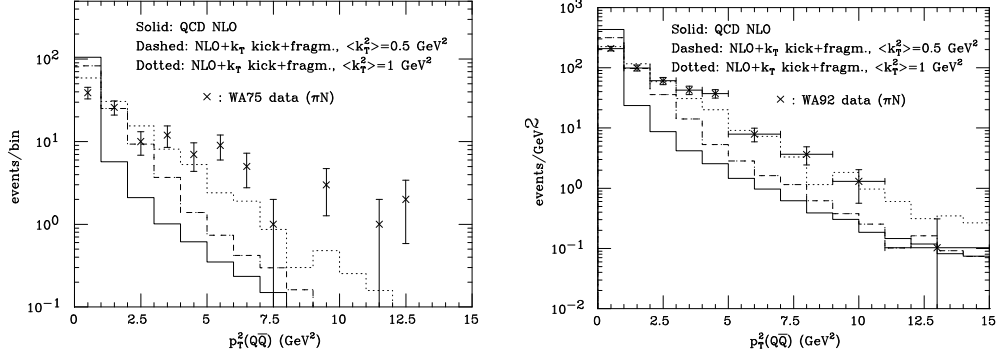 Solid: QCD NLO
Dashed: NLO+k_T kick+fragm., <k_T^2>=0.5 GeV^2
Dotted: NLO+k_T kick+fragm., <k_T^2>=1 GeV^2
× : WA75 data (πN)
events/bin
10^2
10^1
10^0
10^-1
0 2.5 5 7.5 10 12.5 15
p_T^2(QQ̅) (GeV^2)
Solid: QCD NLO
Dashed: NLO+k_T kick+fragm., <k_T^2>=0.5 GeV^2
Dotted: NLO+k_T kick+fragm., <k_T^2>=1 GeV^2
× : WA92 data (πN)
events/GeV^2
10^3
10^2
10^1
10^0
10^-1
10^-2
0 2.5 5 7.5 10 12.5 15
p_T^2(QQ̅) (GeV^2)